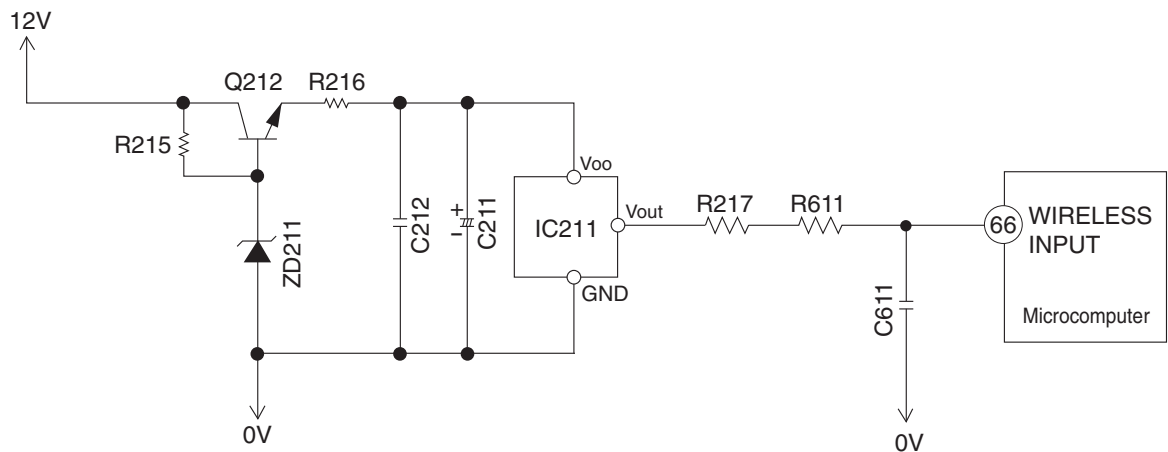 12V
Q212
R216
R215
ZD211
C212
+
-
C211
Voo
IC211
Vout
GND
R217
R611
66
WIRELESS
INPUT
Microcomputer
C611
0V
0V